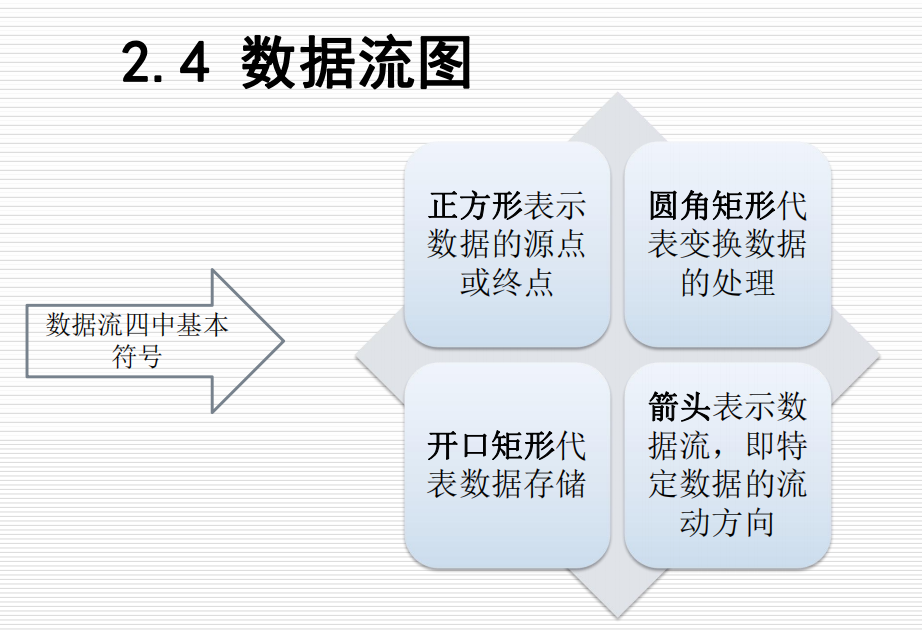 2.4 数据流图
数据流四中基本
符号
正方形表示
数据的源点
或终点
圆角矩形代
表变换数据
的处理
开口矩形代
表数据存储
箭头表示数
据流，即特
定数据的流
动方向